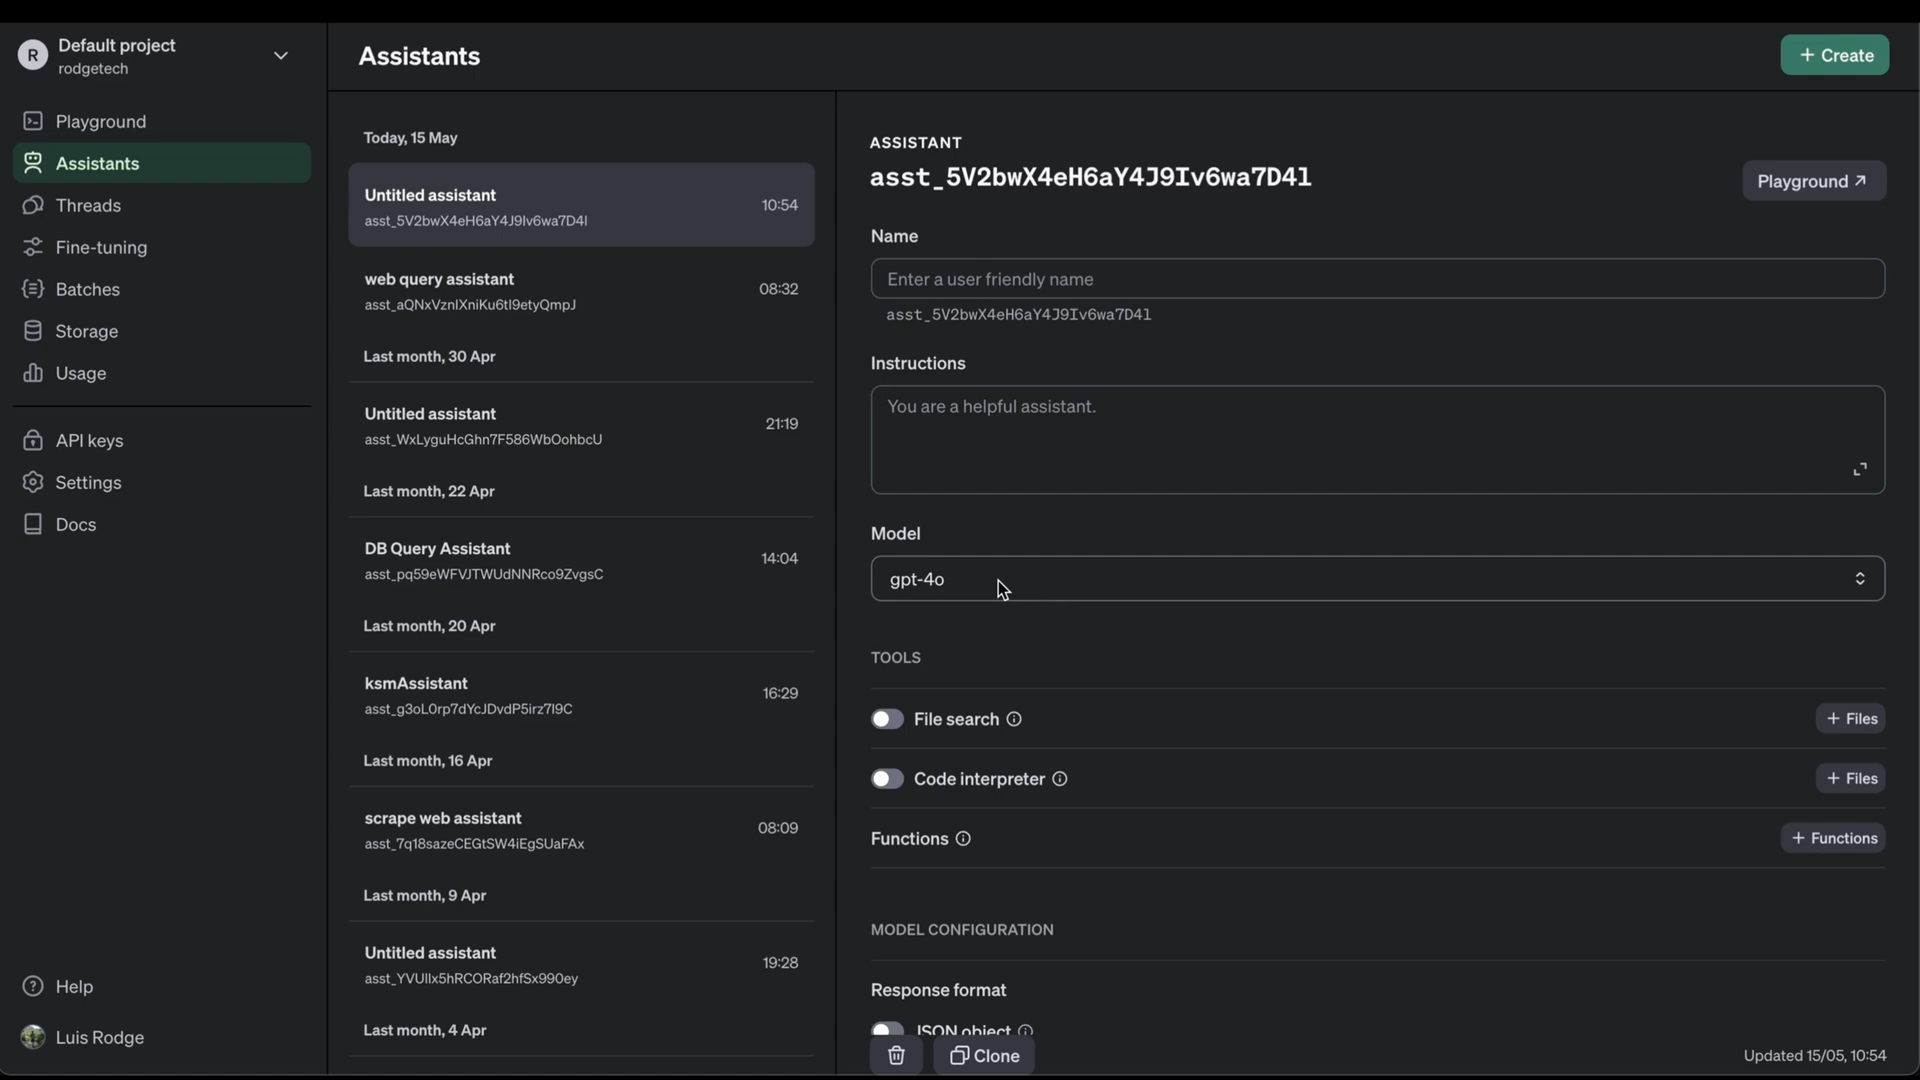 R
Default project
rodgetech
Playground
Assistants
Threads
Fine-tuning
Batches
Storage
Usage
API keys
Settings
Docs
Help
Luis Rodge
Assistants
+ Create
Today, 15 May
Untitled assistant
asst_5V2bwX4eH6aY4J9Iv6wa7D4l
10:54
web query assistant
asst_aQNxVznIXniKu6tI9etyQmpJ
08:32
Last month, 30 Apr
Untitled assistant
asst_WxLyguHcGhn7F586WbOohbcU
21:19
Last month, 22 Apr
DB Query Assistant
asst_pq59eWFVJTWUdNNRco9ZvgsC
14:04
Last month, 20 Apr
ksmAssistant
asst_g3oL0rp7dYcJDvdP5irz7I9C
16:29
Last month, 16 Apr
scrape web assistant
asst_7q18sazeCEGtSW4iEgSUaFAx
08:09
Last month, 9 Apr
Untitled assistant
asst_YVUIlx5hRCORaf2hfSx990ey
19:28
Last month, 4 Apr
ASSISTANT
asst_5V2bwX4eH6aY4J9Iv6wa7D4l
Playground
Name
Enter a user friendly name
asst_5V2bwX4eH6aY4J9Iv6wa7D4l
Instructions
You are a helpful assistant.
Model
gpt-4o
TOOLS
File search
+ Files
Code interpreter
+ Files
Functions
+ Functions
MODEL CONFIGURATION
Response format
JSON object
Clone
Updated 15/05, 10:54